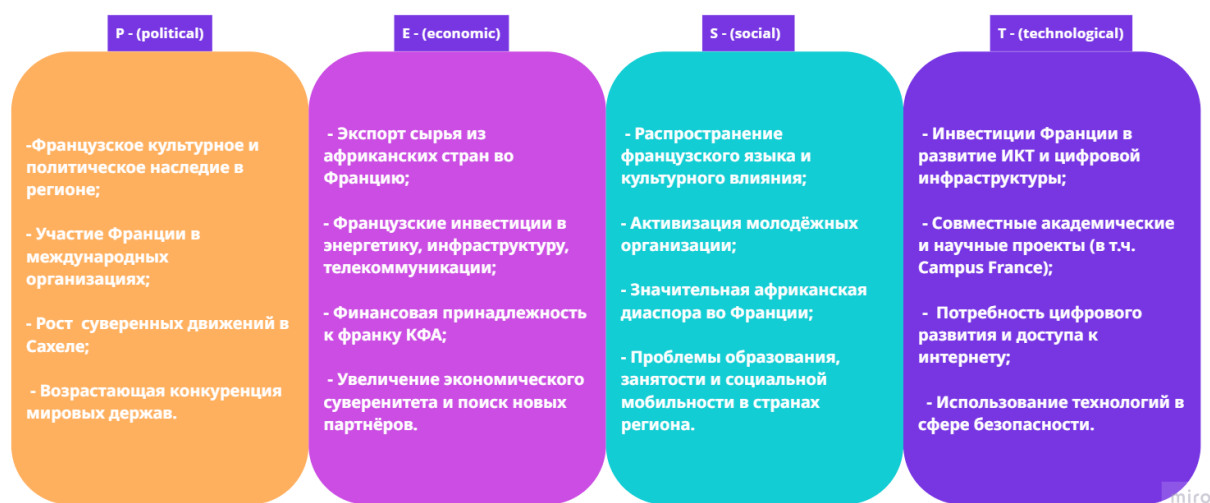 P - (political)
-Французское культурное и
политическое наследие в
регионе;
- Участие Франции в
международных
организациях;
- Рост  суверенных движений в
Сахеле;
- Возрастающая конкуренция
мировых держав.
E - (economic)
- Экспорт сырья из
африканских стран во
Францию;
- Французские инвестиции в
энергетику, инфраструктуру,
телекоммуникации;
- Финансовая принадлежность
к франку КФА;
- Увеличение экономического
суверенитета и поиск новых
партнёров.
S - (social)
- Распространение
французского языка и
культурного влияния;
- Активизация молодёжных
организации;
- Значительная африканская
диаспора во Франции;
- Проблемы образования,
занятости и социальной
мобильности в странах
региона.
T - (technological)
- Инвестиции Франции в
развитие ИКТ и цифровой
инфраструктуры;
- Совместные академические
и научные проекты (в т.ч.
Campus France);
-  Потребность цифрового
развития и доступа к
интернету;
- Использование технологий в
сфере безопасности.
miro